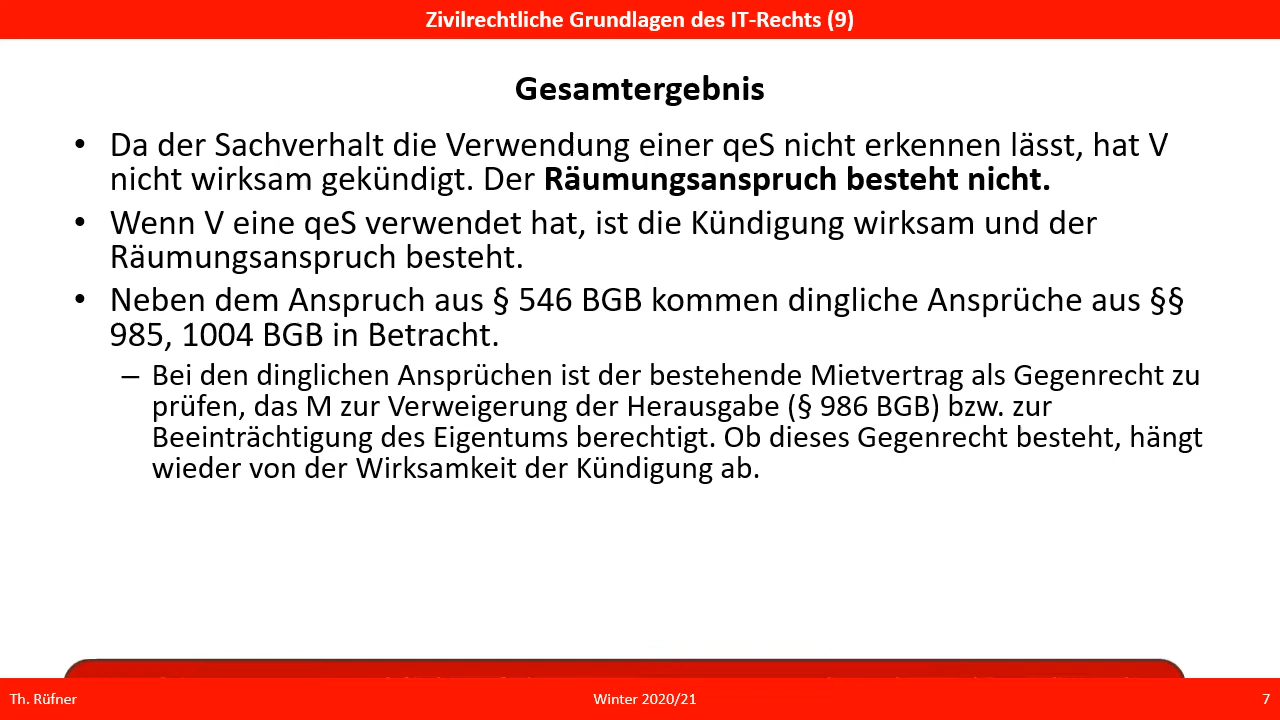 Zivilrechtliche Grundlagen des IT-Rechts (9)
Gesamtergebnis
• Da der Sachverhalt die Verwendung einer qeS nicht erkennen lässt, hat V
nicht wirksam gekündigt. Der Räumungsanspruch besteht nicht.
• Wenn V eine qeS verwendet hat, ist die Kündigung wirksam und der
Räumungsanspruch besteht.
• Neben dem Anspruch aus § 546 BGB kommen dingliche Ansprüche aus §§
985, 1004 BGB in Betracht.
– Bei den dinglichen Ansprüchen ist der bestehende Mietvertrag als Gegenrecht zu
prüfen, das M zur Verweigerung der Herausgabe (§ 986 BGB) bzw. zur
Beeinträchtigung des Eigentums berechtigt. Ob dieses Gegenrecht besteht, hängt
wieder von der Wirksamkeit der Kündigung ab.
Th. Rüfner
Winter 2020/21
7